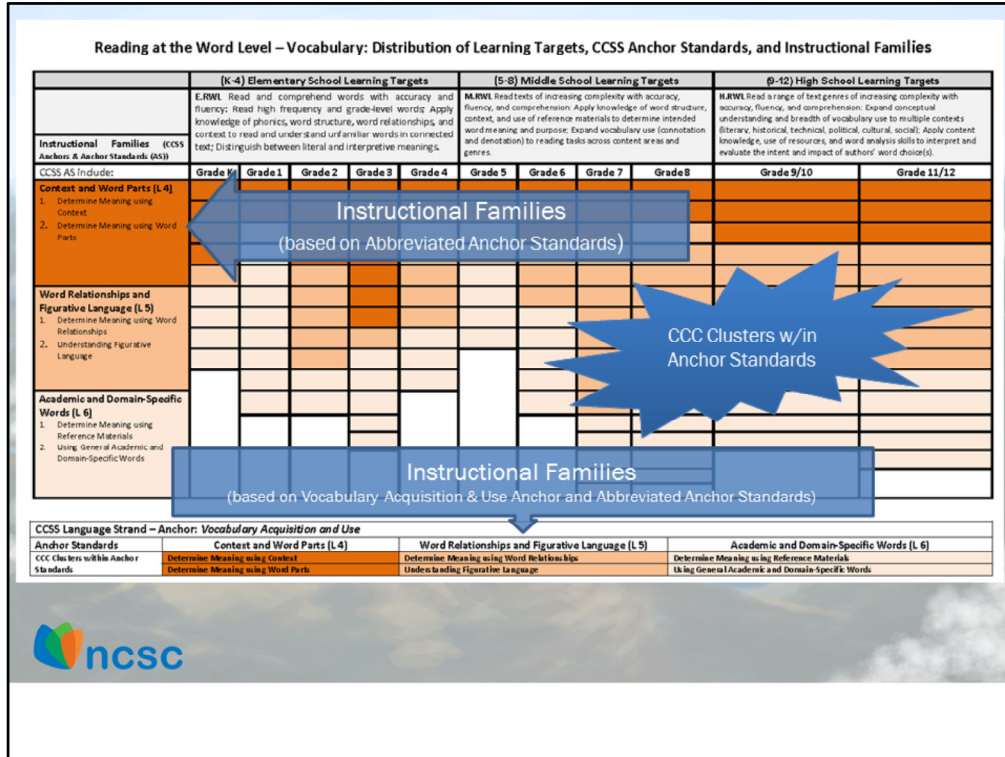 Reading at the Word Level – Vocabulary: Distribution of Learning Targets, CCSS Anchor Standards, and Instructional Families
(K-4) Elementary School Learning Targets
(5-8) Middle School Learning Targets
(9-12) High School Learning Targets
E.RWL Read and comprehend words with accuracy and
fluency: Read high frequency and grade-level words; Apply
knowledge of phonics, word structure, word relationships, and
context to read and understand unfamiliar words in connected
text; Distinguish between literal and interpretive meanings.
M.RWL Read texts of increasing complexity with accuracy,
fluency, and comprehension: Apply knowledge of word structure,
context, and use of reference materials to determine intended
word meaning and purpose; Expand vocabulary use (connotation
and denotation) to reading tasks across content areas and
genres.
H.RWL Read a range of text genres of increasing complexity with
accuracy, fluency, and comprehension: Expand conceptual
understanding and breadth of vocabulary use to multiple contexts
(literary, historical, technical, political, cultural, social); Apply content
knowledge, use of resources, and word analysis skills to interpret and
evaluate the intent and impact of authors' word choice(s).
Instructional Families (CCSS
Anchors & Anchor Standards (AS))
CCSS AS include:
Grade K
Grade 1
Grade 2
Grade 3
Grade 4
Grade 5
Grade 6
Grade 7
Grade 8
Grade 9/10
Grade 11/12
Context and Word Parts (L 4)
1. Determine Meaning using
Context
2. Determine Meaning using Word
Parts
Instructional Families
(based on Abbreviated Anchor Standards)
Word Relationships and
Figurative Language (L 5)
1. Determine Meaning using Word
Relationships
2. Understanding Figurative
Language
CCC Clusters w/in
Anchor Standards
Academic and Domain-Specific
Words (L 6)
1. Determine Meaning using
Reference Materials
2. Using General Academic and
Domain-Specific Words
Instructional Families
(based on Vocabulary Acquisition & Use Anchor and Abbreviated Anchor Standards)
CCSS Language Strand – Anchor: Vocabulary Acquisition and Use
Anchor Standards
Context and Word Parts (L 4)
Word Relationships and Figurative Language (L 5)
Academic and Domain-Specific Words (L 6)
CCC Clusters within Anchor
Standards
Determine Meaning using Context
Determine Meaning using Word Relationships
Determine Meaning using Reference Materials
Determine Meaning using Word Parts
Understanding Figurative Language
Using General Academic and Domain-Specific Words
ncsc